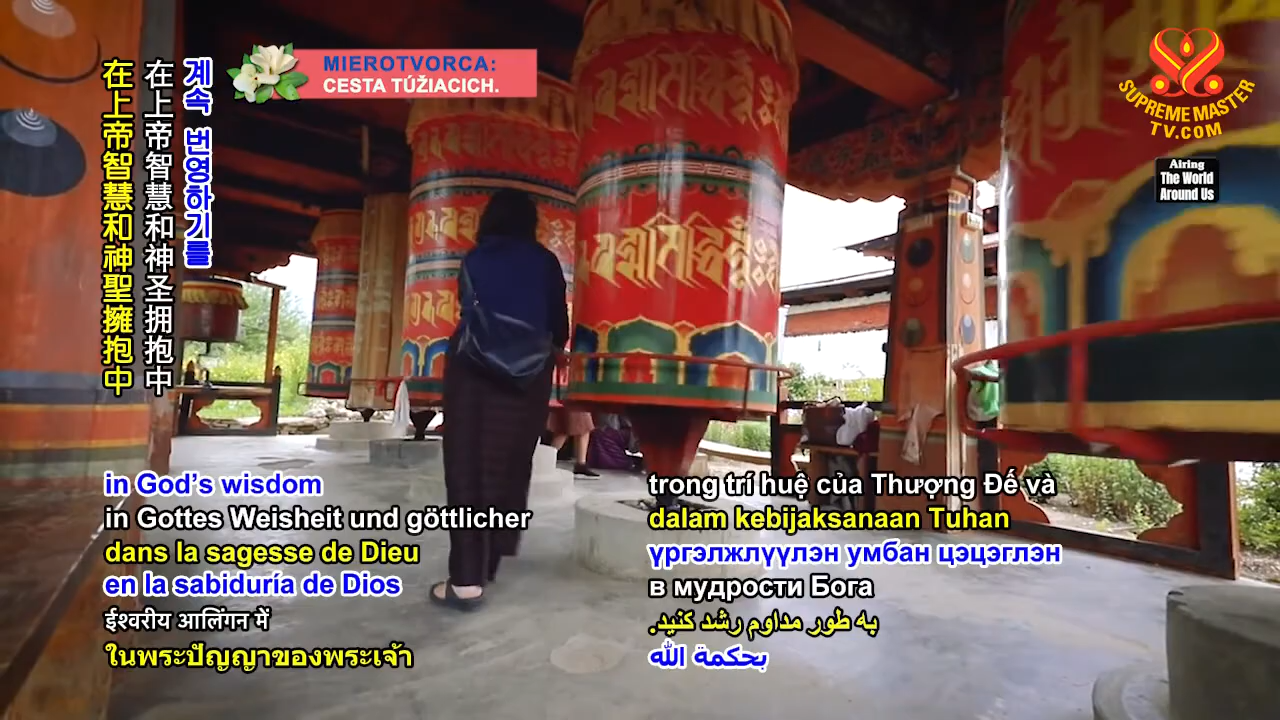 MIEROTVORCA:
CESTA TÚŽIACICH.
SUPREME MASTER
TV.COM
AIring
The World
Around Us
계속 번영하기를
在上帝智慧和神圣拥抱中
在上帝智慧和神聖擁抱中
in God's wisdom
in Gottes Weisheit und göttlicher
dans la sagesse de Dieu
en la sabiduría de Dios
ईश्वरीय आलिंगन में
ในพระปัญญาของพระเจ้า
trong trí huệ của Thượng Đế và
dalam kebijaksanaan Tuhan
үргэлжлүүлэн умбан цэцэглэн
в мудрости Бога
به طور مداوم رشد کنید.
بحكمة الله